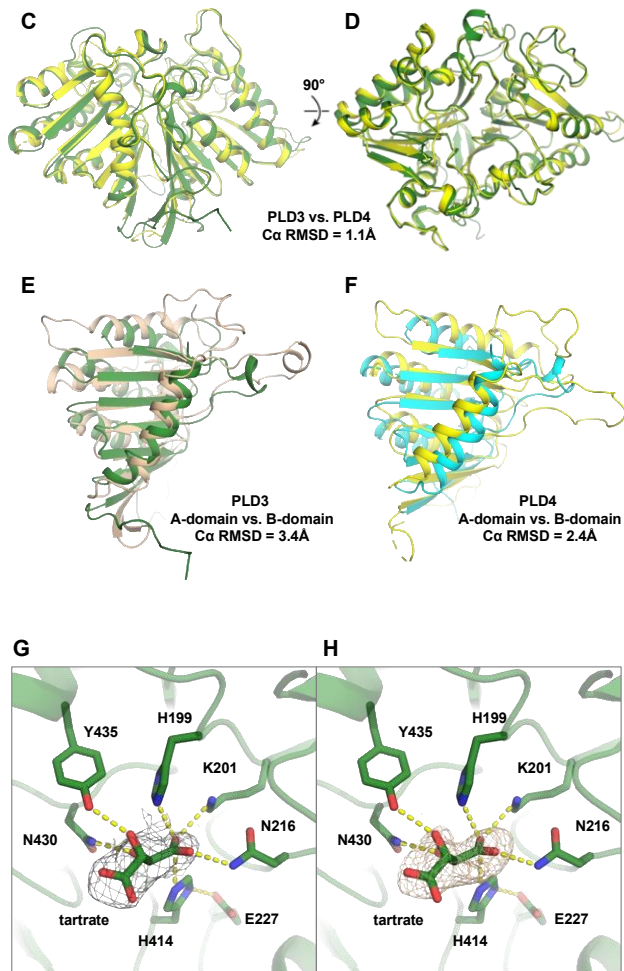 C
D
90°
PLD3 vs. PLD4
Cα RMSD = 1.1Å
E
F
PLD3
A-domain vs. B-domain
Cα RMSD = 3.4Å
PLD4
A-domain vs. B-domain
Cα RMSD = 2.4Å
G
H
Y435
H199
K201
N216
N430
tartrate
H414
E227
Y435
H199
K201
N216
N430
tartrate
H414
E227